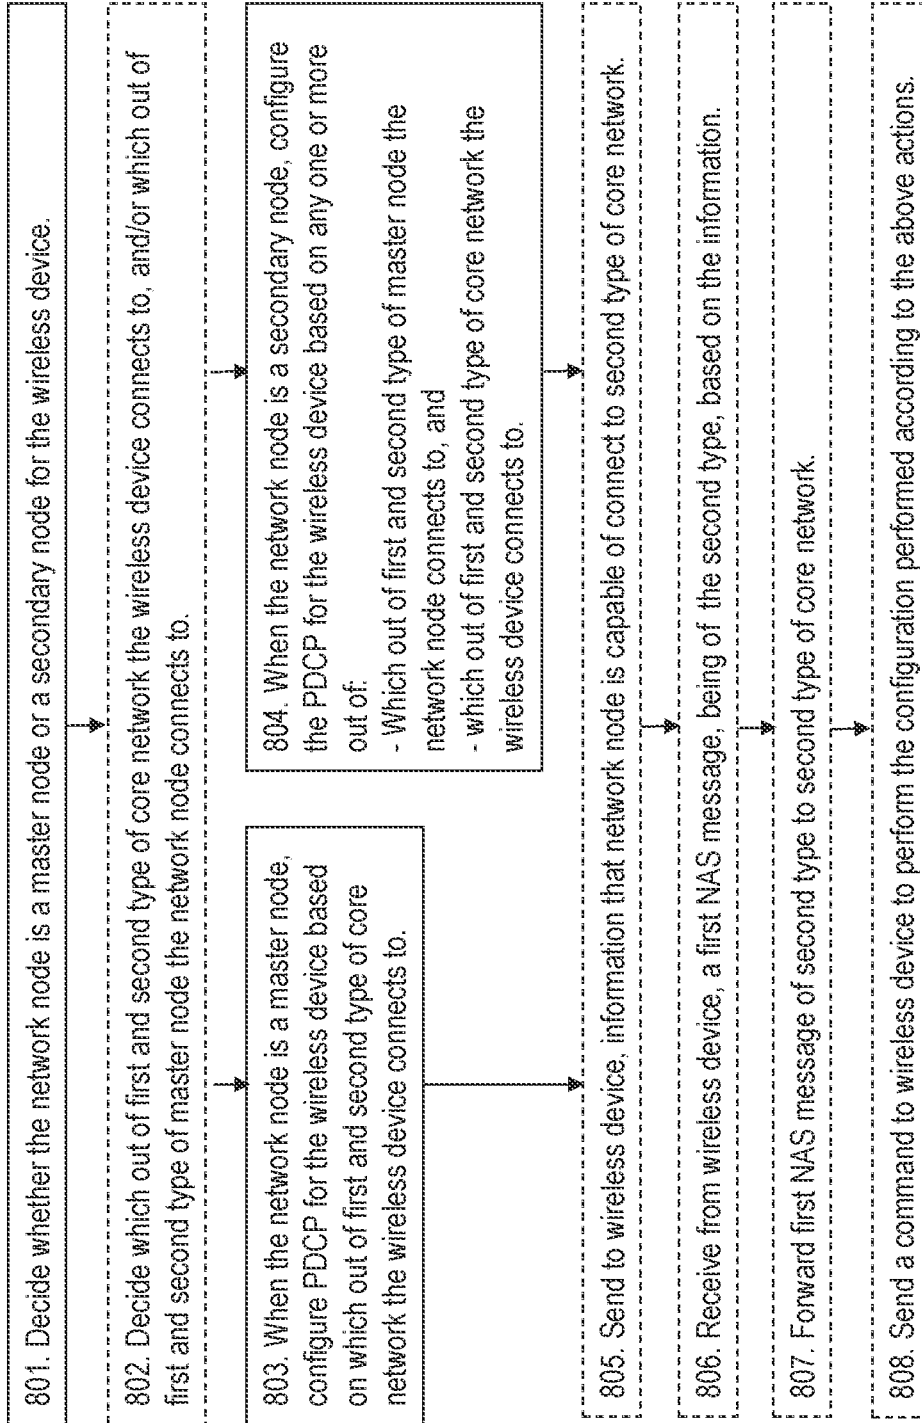 801. Decide whether the network node is a master node or a secondary node for the wireless device.
802. Decide which out of first and second type of core network the wireless device connects to, and/or which out of
first and second type of master node the network node connects to.
803. When the network node is a master node,
configure PDCP for the wireless device based
on which out of first and second type of core
network the wireless device connects to.
804. When the network node is a secondary node, configure
the PDCP for the wireless device based on any one or more
out of:
- Which out of first and second type of master node the
network node connects to, and
- which out of first and second type of core network the
wireless device connects to.
805. Send to wireless device, information that network node is capable of connect to second type of core network.
806. Receive from wireless device, a first NAS message, being of the second type, based on the information.
807. Forward first NAS message of second type to second type of core network.
808. Send a command to wireless device to perform the configuration performed according to the above actions.